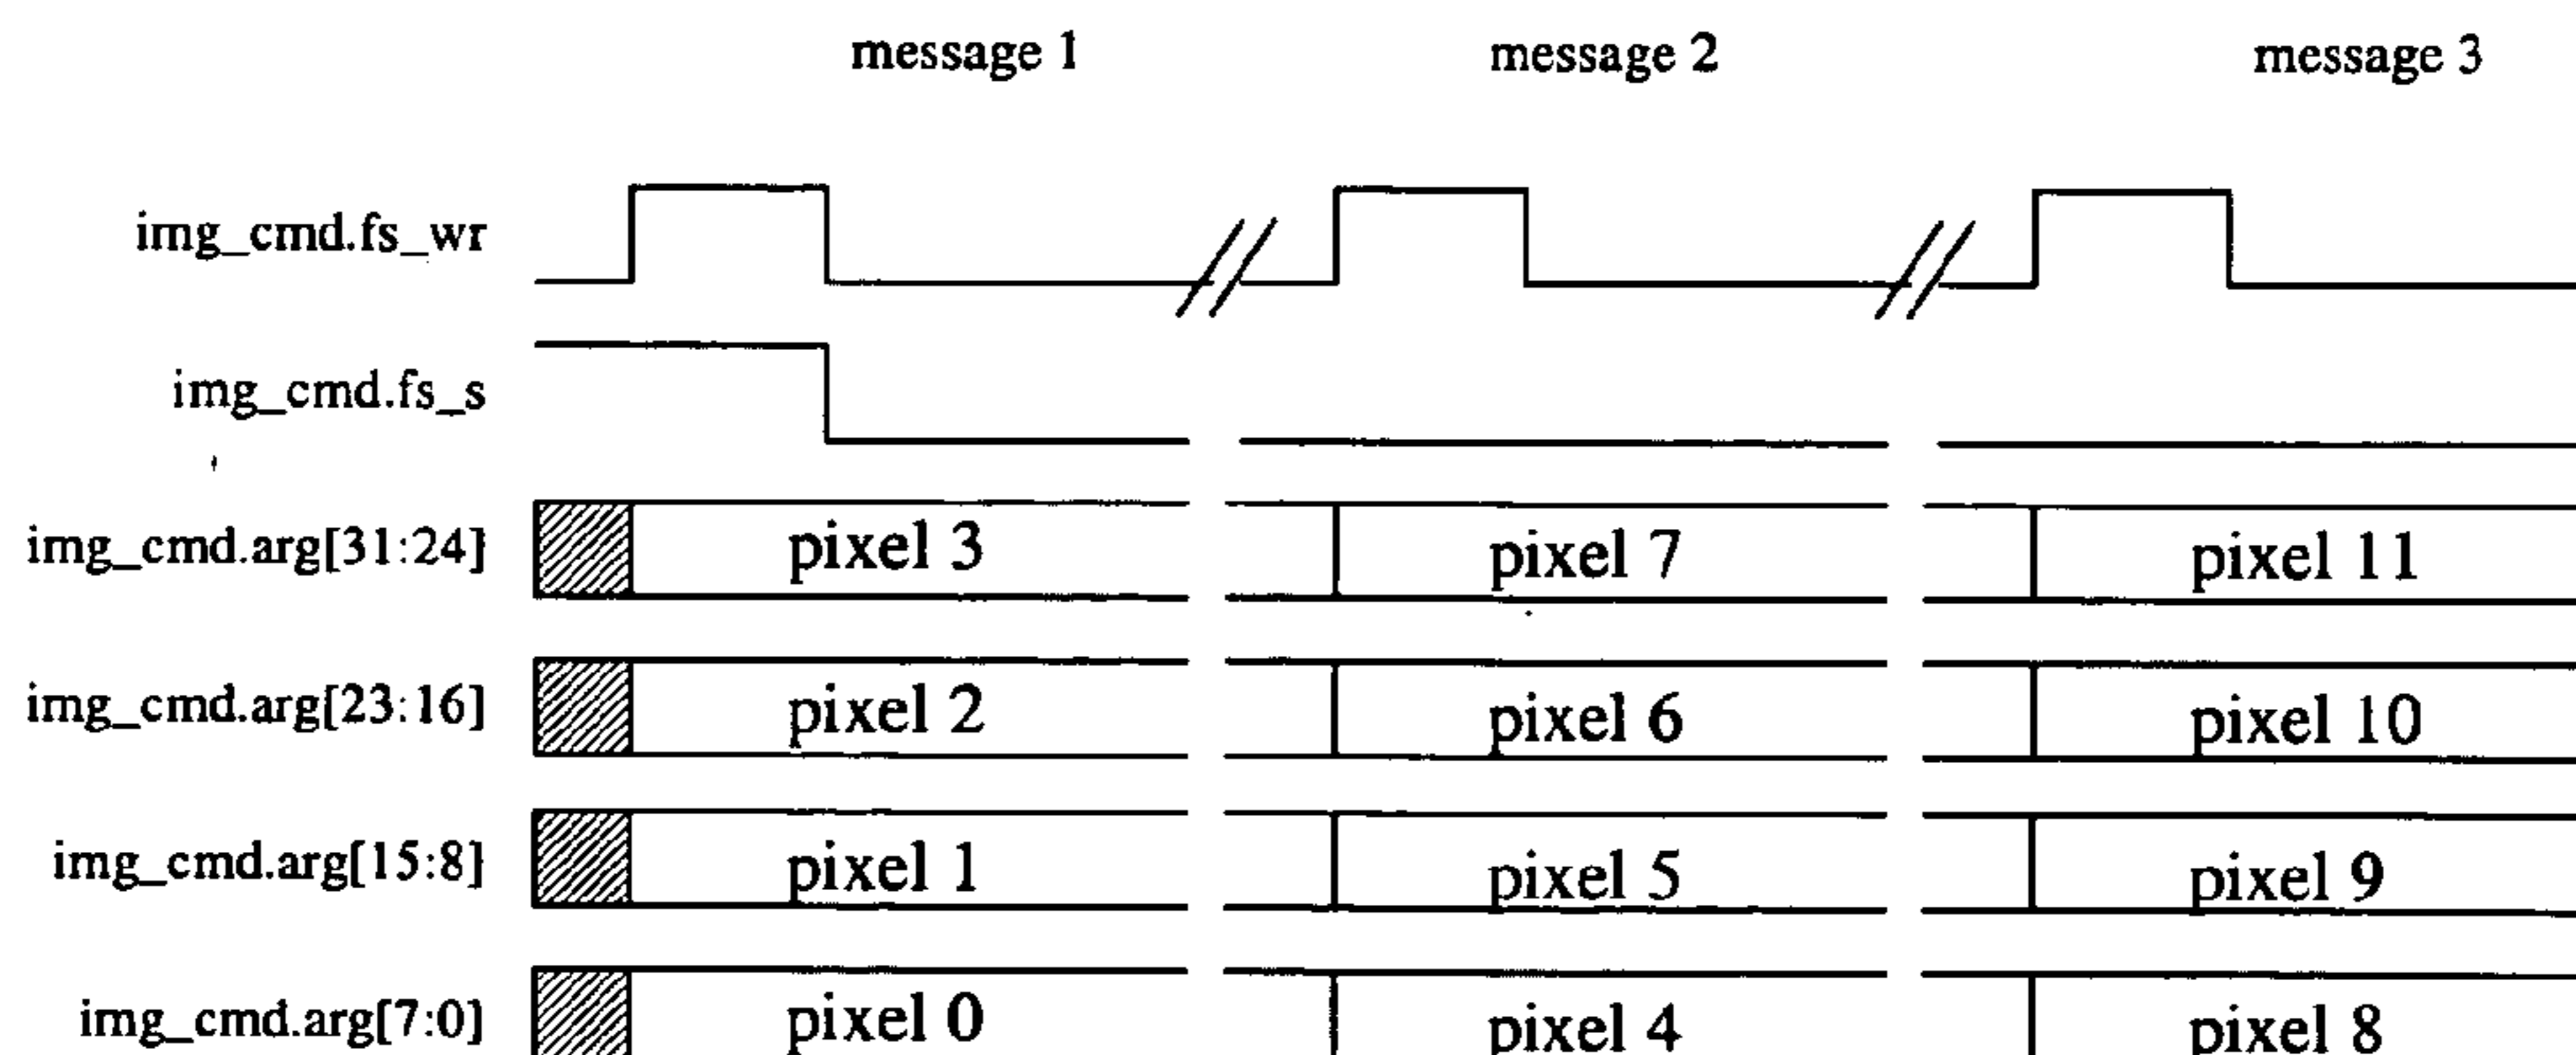 message 1 message 2 message 3
img_cmd.fs_wr
img_cmd.fs_s
img_cmd.arg[31:24] pixel 3 pixel 7 pixel 11
img_cmd.arg[23:16] pixel 2 pixel 6 pixel 10
img_cmd.arg[15:8] pixel 1 pixel 5 pixel 9
img_cmd.arg[7:0] pixel 0 pixel 4 pixel 8